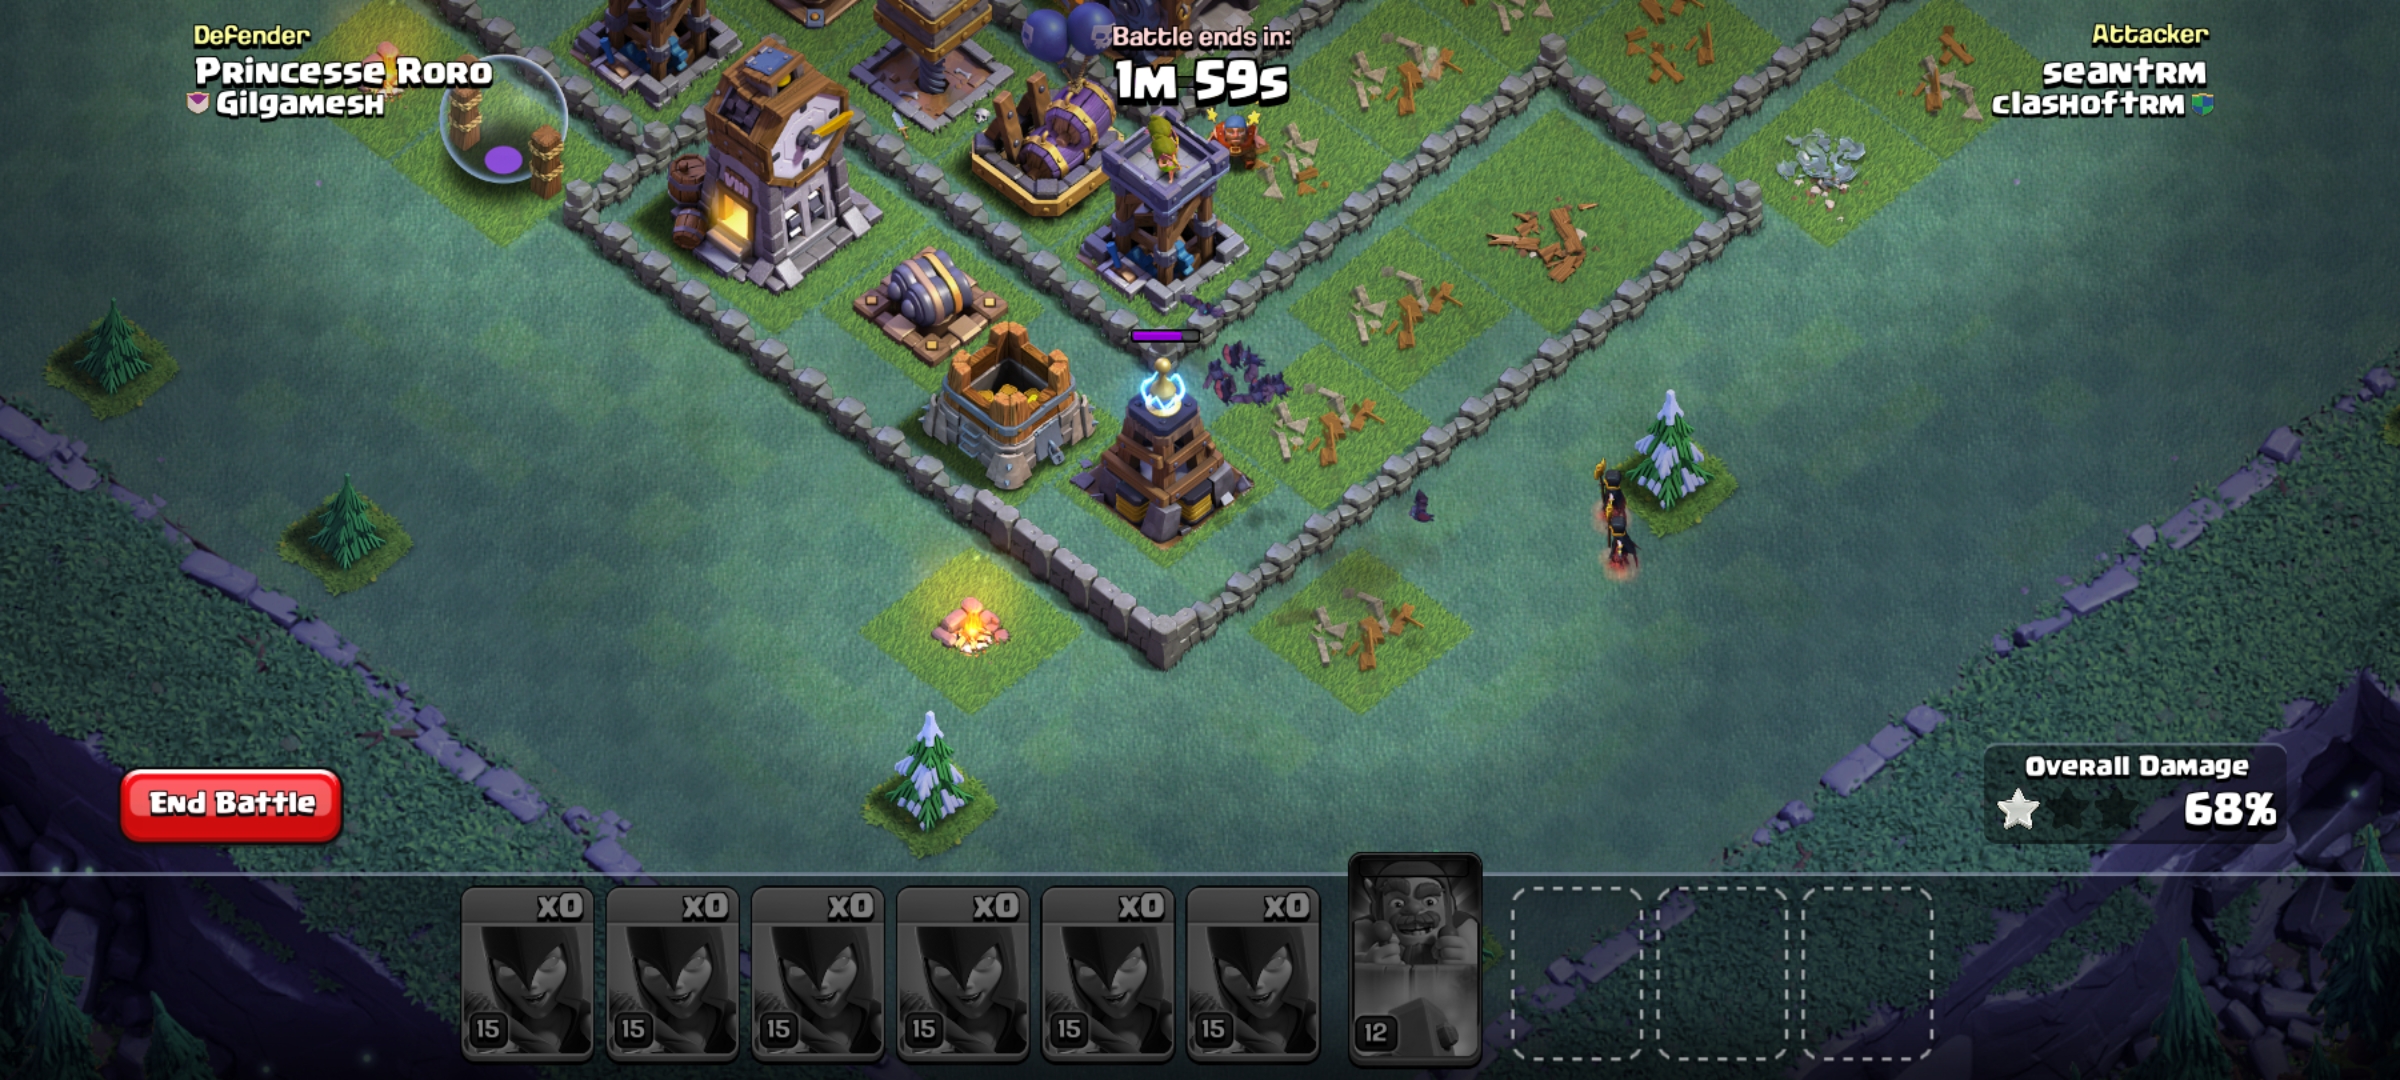 Defender
Princesse Roro
Gilgamesh
Battle ends in:
1M 59s
Attacker
seantrm
clashoftrm
End Battle
Overall Damage
68%
x0
x0
x0
x0
x0
x0
15
15
15
15
15
15
12